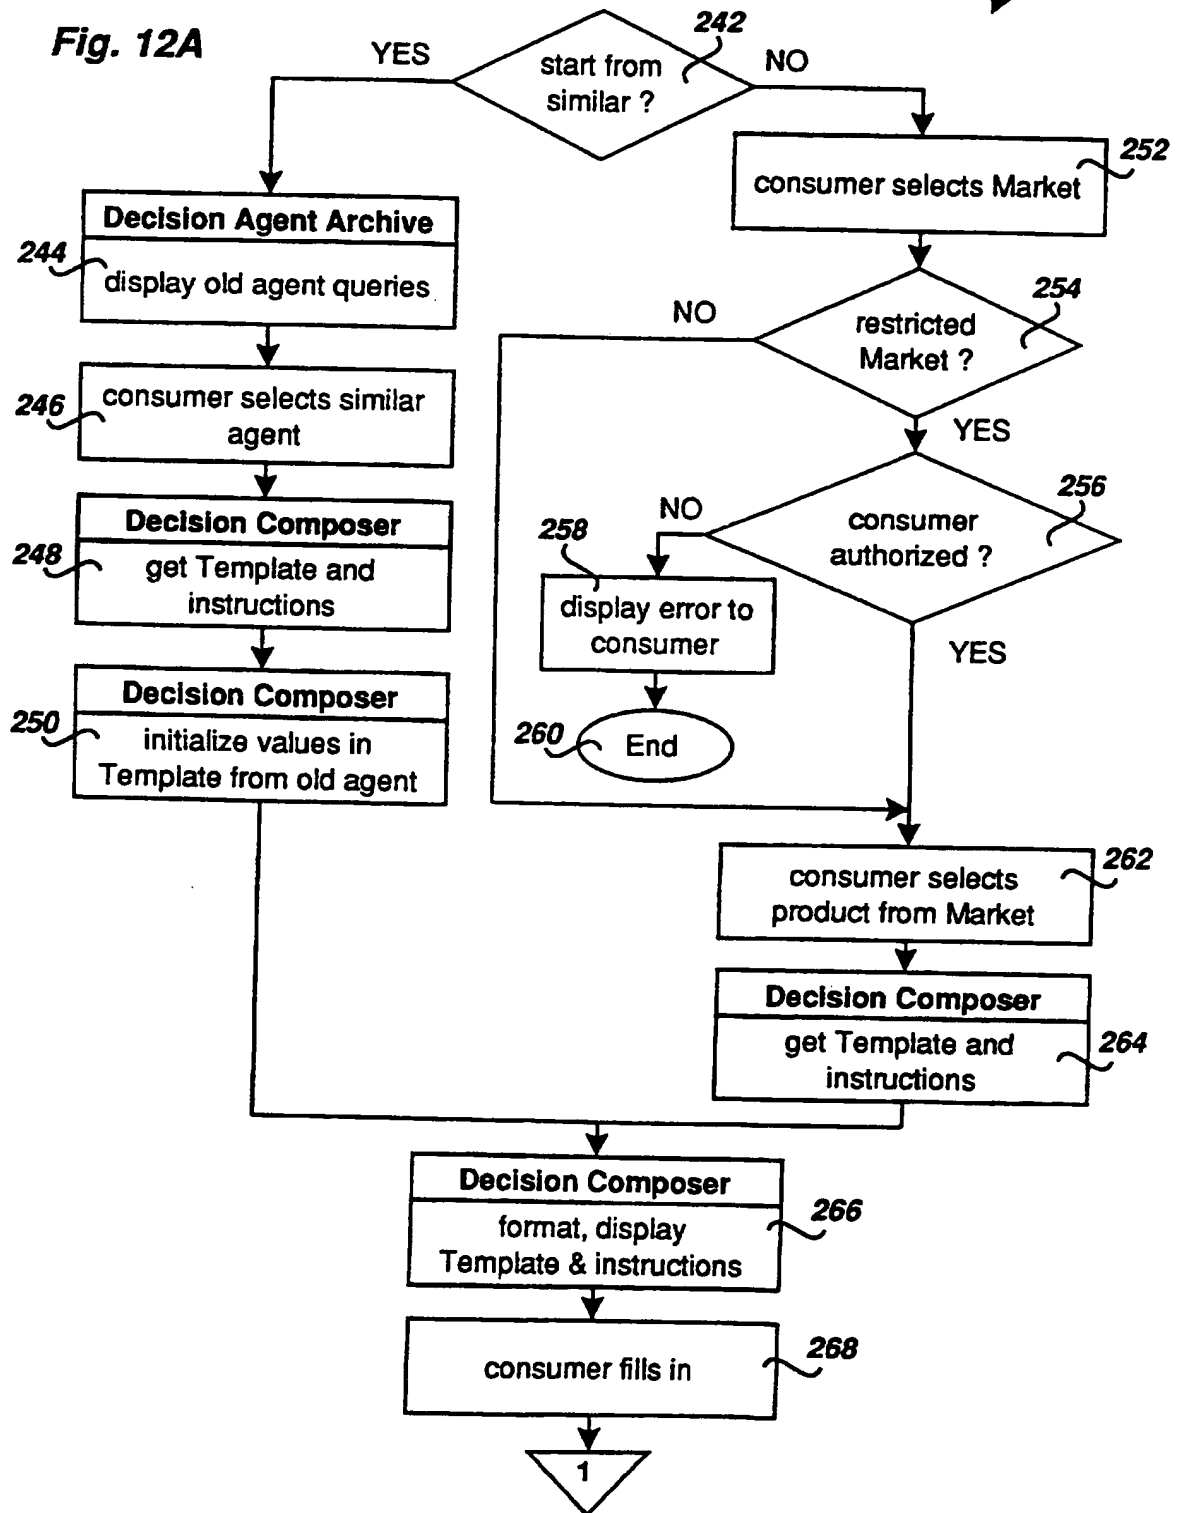 Fig. 12A
242
YES
start from
similar ?
NO
252
consumer selects Market
Decision Agent Archive
244
display old agent queries
254
NO
restricted
Market ?
YES
246
consumer selects similar
agent
256
NO
consumer
authorized ?
YES
Decision Composer
248
get Template and
instructions
258
display error to
consumer
260
End
Decision Composer
250
initialize values in
Template from old agent
262
consumer selects
product from Market
Decision Composer
264
get Template and
instructions
Decision Composer
266
format, display
Template & instructions
268
consumer fills in
1